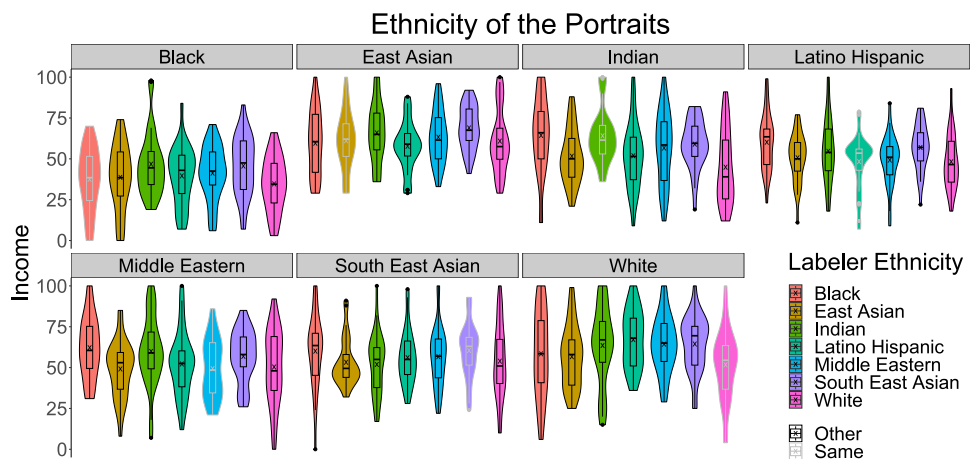 Ethnicity of the Portraits
Black East Asian Indian Latino Hispanic
100
75
50
25
0
Income
Middle Eastern South East Asian White
100
75
50
25
0
Labeler Ethnicity
Black
East Asian
Indian
Latino Hispanic
Middle Eastern
South East Asian
White
Other
Same